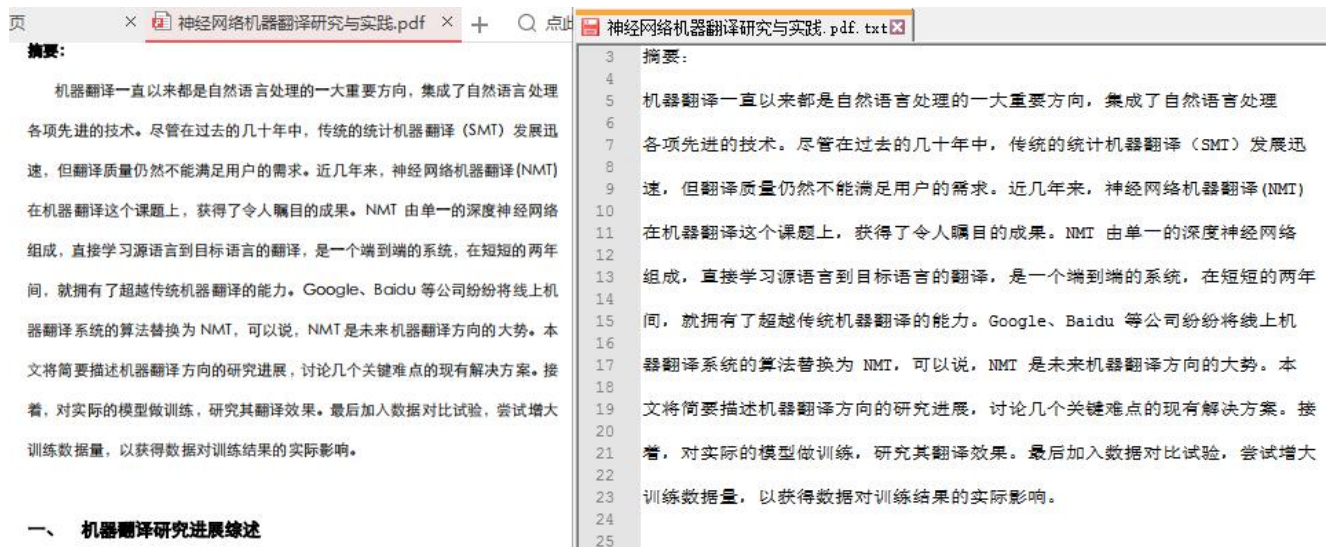 页 × 神经网络机器翻译研究与实践.pdf × + 点此
摘要：
机器翻译一直以来都是自然语言处理的一大重要方向，集成了自然语言处理
各项先进的技术。尽管在过去的几十年中，传统的统计机器翻译（SMT）发展迅
速，但翻译质量仍然不能满足用户的需求。近几年来，神经网络机器翻译(NMT)
在机器翻译这个课题上，获得了令人瞩目的成果。NMT 由单一的深度神经网络
组成，直接学习源语言到目标语言的翻译，是一个端到端的系统，在短短的两年
间，就拥有了超越传统机器翻译的能力。Google、Baidu 等公司纷纷将线上机
器翻译系统的算法替换为 NMT，可以说，NMT 是未来机器翻译方向的大势。本
文将简要描述机器翻译方向的研究进展，讨论几个关键难点的现有解决方案。接
着，对实际的模型做训练，研究其翻译效果。最后加入数据对比试验，尝试增大
训练数据量，以获得数据对训练结果的实际影响。
一、 机器翻译研究进展综述
神经网络机器翻译研究与实践.pdf.txt
3 摘要：
4
5 机器翻译一直以来都是自然语言处理的一大重要方向，集成了自然语言处理
6
7 各项先进的技术。尽管在过去的几十年中，传统的统计机器翻译（SMT）发展迅
8
9 速，但翻译质量仍然不能满足用户的需求。近几年来，神经网络机器翻译(NMT)
10
11 在机器翻译这个课题上，获得了令人瞩目的成果。NMT 由单一的深度神经网络
12
13 组成，直接学习源语言到目标语言的翻译，是一个端到端的系统，在短短的两年
14
15 间，就拥有了超越传统机器翻译的能力。Google、Baidu 等公司纷纷将线上机
16
17 器翻译系统的算法替换为 NMT，可以说，NMT 是未来机器翻译方向的大势。本
18
19 文将简要描述机器翻译方向的研究进展，讨论几个关键难点的现有解决方案。接
20
21 着，对实际的模型做训练，研究其翻译效果。最后加入数据对比试验，尝试增大
22
23 训练数据量，以获得数据对训练结果的实际影响。
24
25